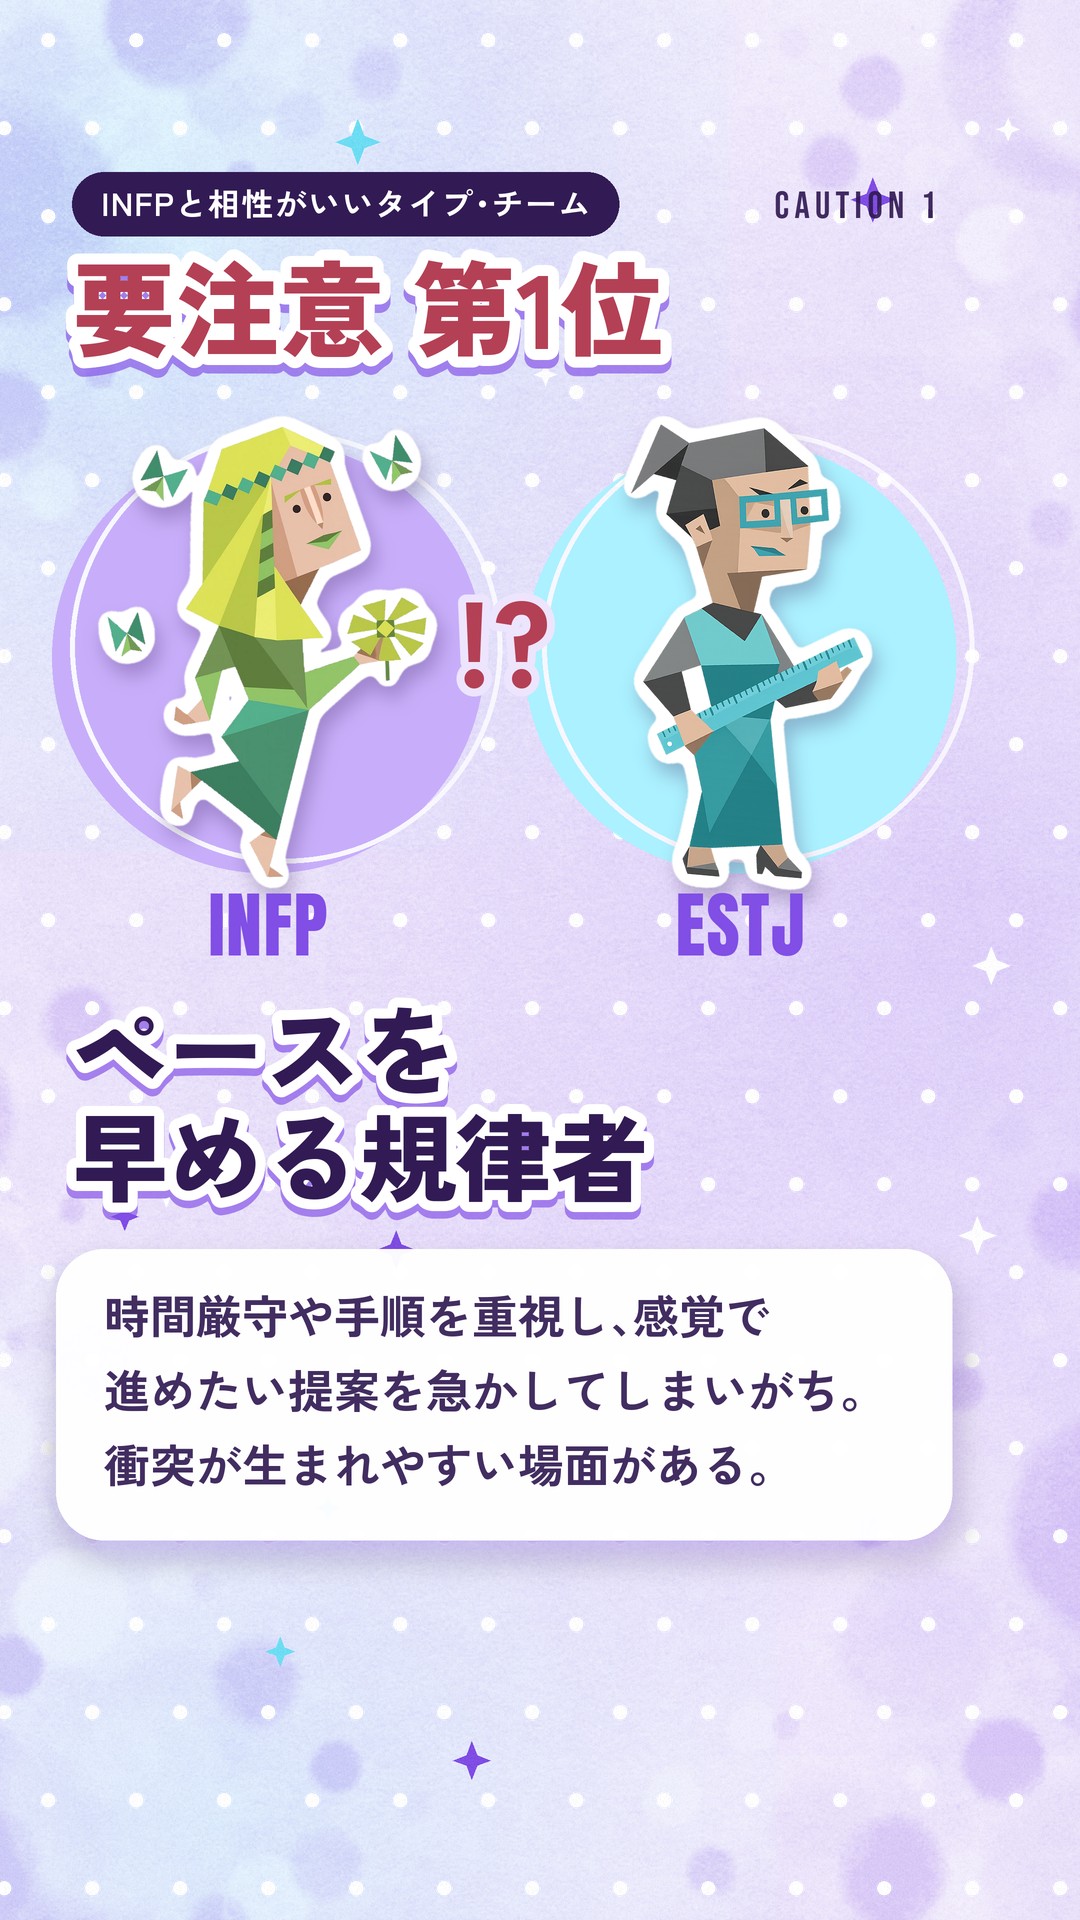 INFPと相性がいいタイプ・チーム
CAUTION 1
要注意 第1位
!?
INFP
ESTJ
ペースを
早める規律者
時間厳守や手順を重視し、感覚で
進めたい提案を急かしてしまいがち。
衝突が生まれやすい場面がある。